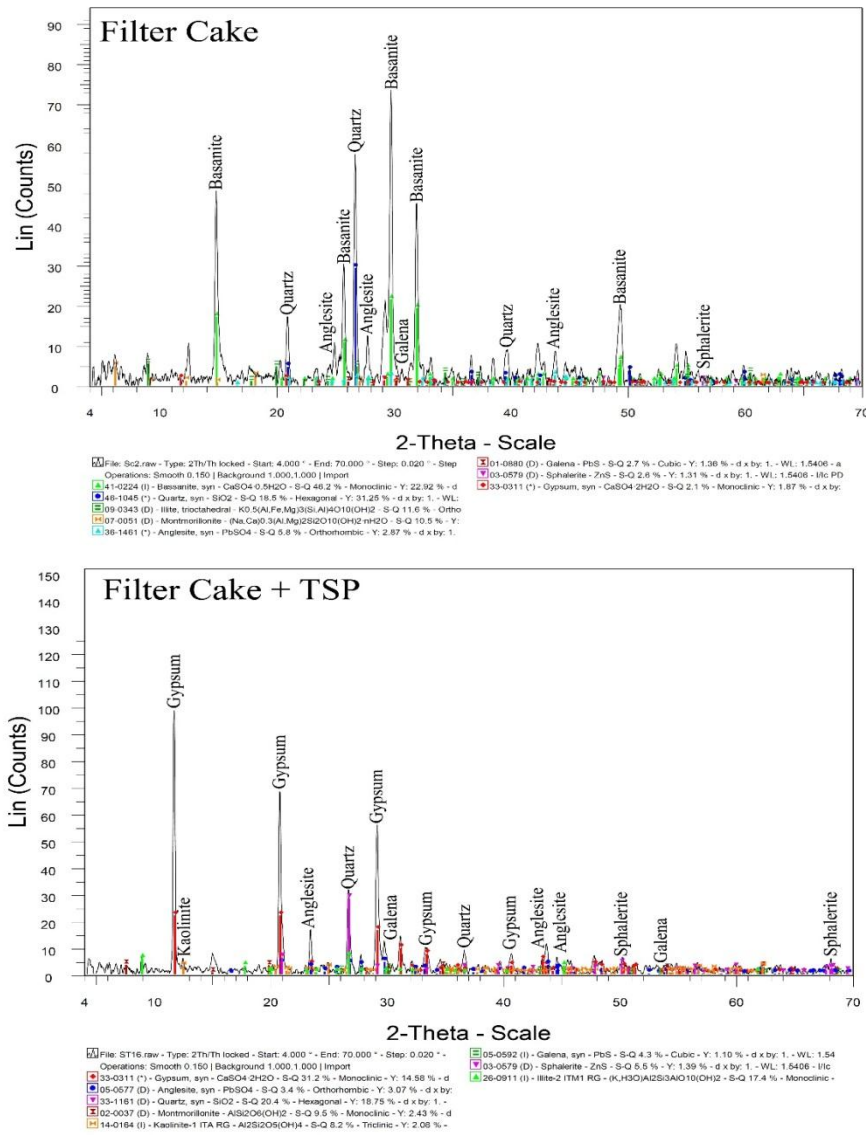 Filter Cake
Lin (Counts)
90
80
70
60
50
40
30
20
10
0
Basanite
Quartz
Anglesite
Basanite
Quartz
Anglesite
Basanite
Galena
Basanite
Quartz
Anglesite
Basanite
Sphalerite
4
10
20
30
40
50
60
70
2-Theta - Scale
File: Sc2.raw - Type: 2Th/Th locked - Start: 4.000 ° - End: 70.000 ° - Step: 0.020 ° - Step
Operations: Smooth 0.150 | Background 1.000,1.000 | Import
41-0224 (I) - Bassanite, syn - CaSO4·0.5H2O - S-Q 46.2 % - Monoclinic - Y: 22.92 % - d
46-1045 (*) - Quartz, syn - SiO2 - S-Q 18.5 % - Hexagonal - Y: 31.25 % - d x by: 1. - WL:
09-0343 (D) - Illite, trioctahedral - K0.5(Al,Fe,Mg)3(Si,Al)4O10(OH)2 - S-Q 11.6 % - Ortho
07-0051 (D) - Montmorillonite - (Na,Ca)0.3(Al,Mg)2Si2O10(OH)2·nH2O - S-Q 10.5 % - Y:
36-1461 (*) - Anglesite, syn - PbSO4 - S-Q 5.8 % - Orthorhombic - Y: 2.87 % - d x by: 1.
01-0880 (D) - Galena - PbS - S-Q 2.7 % - Cubic - Y: 1.36 % - d x by: 1. - WL: 1.5406 - a
03-0579 (D) - Sphalerite - ZnS - S-Q 2.6 % - Y: 1.31 % - d x by: 1. - WL: 1.5406 - I/Ic PD
33-0311 (*) - Gypsum, syn - CaSO4·2H2O - S-Q 2.1 % - Monoclinic - Y: 1.87 % - d x by:
Filter Cake + TSP
Lin (Counts)
150
140
130
120
110
100
90
80
70
60
50
40
30
20
10
0
Gypsum
Kaolinite
Gypsum
Anglesite
Quartz
Gypsum
Galena
Gypsum
Quartz
Gypsum
Anglesite
Anglesite
Sphalerite
Galena
Sphalerite
4
10
20
30
40
50
60
70
2-Theta - Scale
File: ST16.raw - Type: 2Th/Th locked - Start: 4.000 ° - End: 70.000 ° - Step: 0.020 ° -
Operations: Smooth 0.150 | Background 1.000,1.000 | Import
33-0311 (*) - Gypsum, syn - CaSO4·2H2O - S-Q 31.2 % - Monoclinic - Y: 14.58 % - d
05-0577 (D) - Anglesite, syn - PbSO4 - S-Q 3.4 % - Orthorhombic - Y: 3.07 % - d x by:
33-1161 (D) - Quartz, syn - SiO2 - S-Q 20.4 % - Hexagonal - Y: 18.75 % - d x by: 1. -
02-0037 (D) - Montmorillonite - AlSi2O6(OH)2 - S-Q 9.5 % - Monoclinic - Y: 2.43 % - d
14-0164 (I) - Kaolinite-1 ITA RG - Al2Si2O5(OH)4 - S-Q 8.2 % - Triclinic - Y: 2.08 % -
05-0592 (I) - Galena, syn - PbS - S-Q 4.3 % - Cubic - Y: 1.10 % - d x by: 1. - WL: 1.54
03-0579 (D) - Sphalerite - ZnS - S-Q 5.5 % - Y: 1.39 % - d x by: 1. - WL: 1.5406 - I/Ic
26-0911 (I) - Illite-2 ITM1 RG - (K,H3O)Al2Si3AlO10(OH)2 - S-Q 17.4 % - Monoclinic -